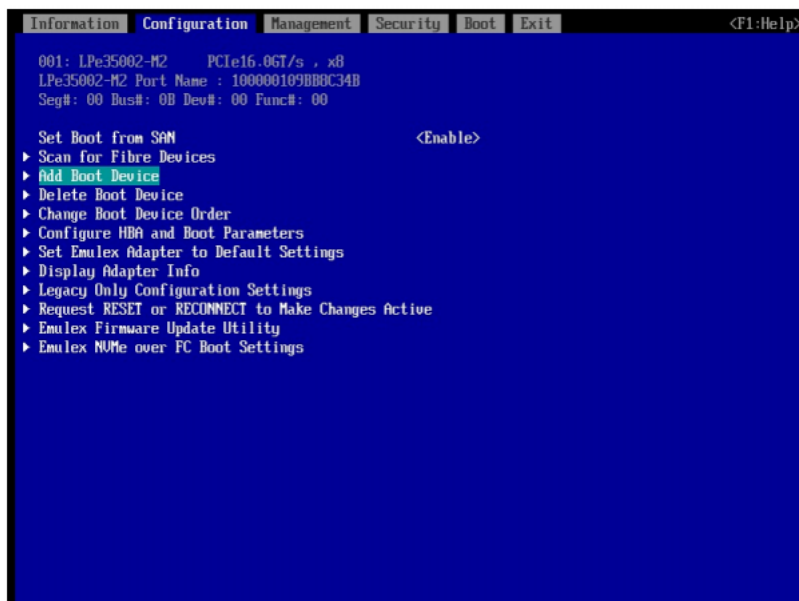 Information Configuration Management Security Boot Exit <F1:Help>
001: LPe35002-M2 PCIe16.0GT/s , x8
LPe35002-M2 Port Name : 100000109BB8C34B
Seg#: 00 Bus#: 0B Dev#: 00 Func#: 00
Set Boot from SAN <Enable>
Scan for Fibre Devices
Add Boot Device
Delete Boot Device
Change Boot Device Order
Configure HBA and Boot Parameters
Set Emulex Adapter to Default Settings
Display Adapter Info
Legacy Only Configuration Settings
Request RESET or RECONNECT to Make Changes Active
Emulex Firmware Update Utility
Emulex NVMe over FC Boot Settings